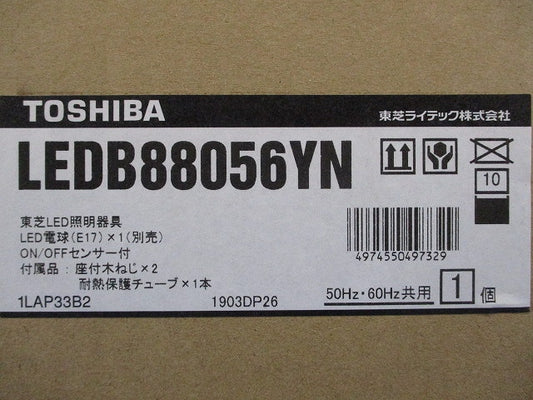 TOSHIBA
東芝ライテック株式会社
LEDB88056YN
10
東芝LED照明器具
LED電球(E17)×1(別売)
ON/OFFセンサー付
付属品：座付木ねじ×2
耐熱保護チューブ×1本
4974550497329
1LAP33B2
1903DP26
50Hz・60Hz共用
1個